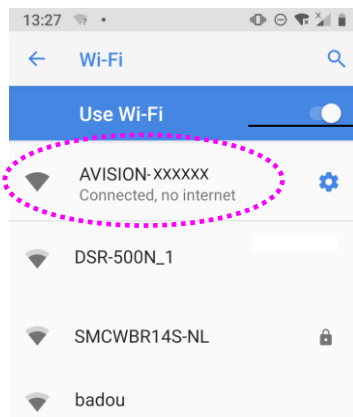 13:27
Wi-Fi
Use Wi-Fi
AVISION-XXXXXX
Connected, no internet
DSR-500N_1
SMCWBR14S-NL
badou